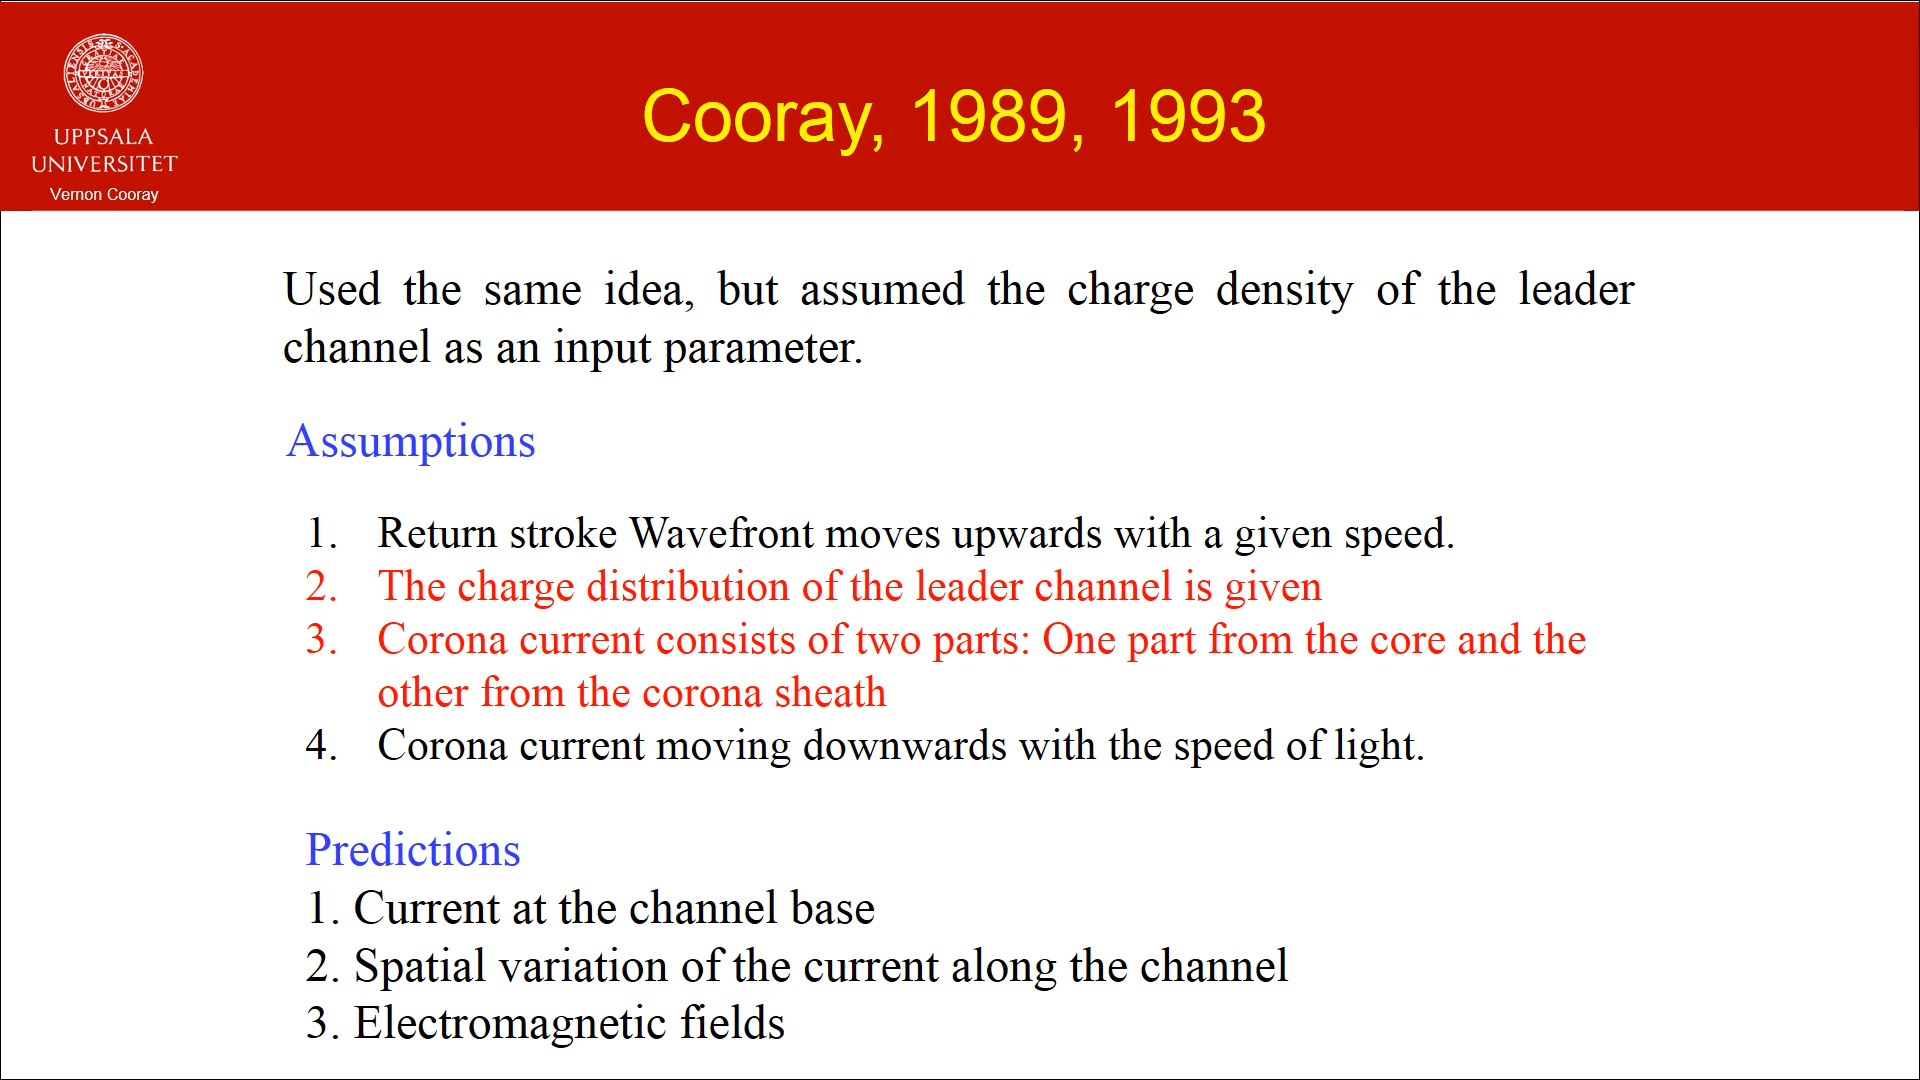 UPPSALA
UNIVERSITET
Vernon Cooray
Cooray, 1989, 1993
Used the same idea, but assumed the charge density of the leader
channel as an input parameter.
Assumptions
1. Return stroke Wavefront moves upwards with a given speed.
2. The charge distribution of the leader channel is given
3. Corona current consists of two parts: One part from the core and the
other from the corona sheath
4. Corona current moving downwards with the speed of light.
Predictions
1. Current at the channel base
2. Spatial variation of the current along the channel
3. Electromagnetic fields